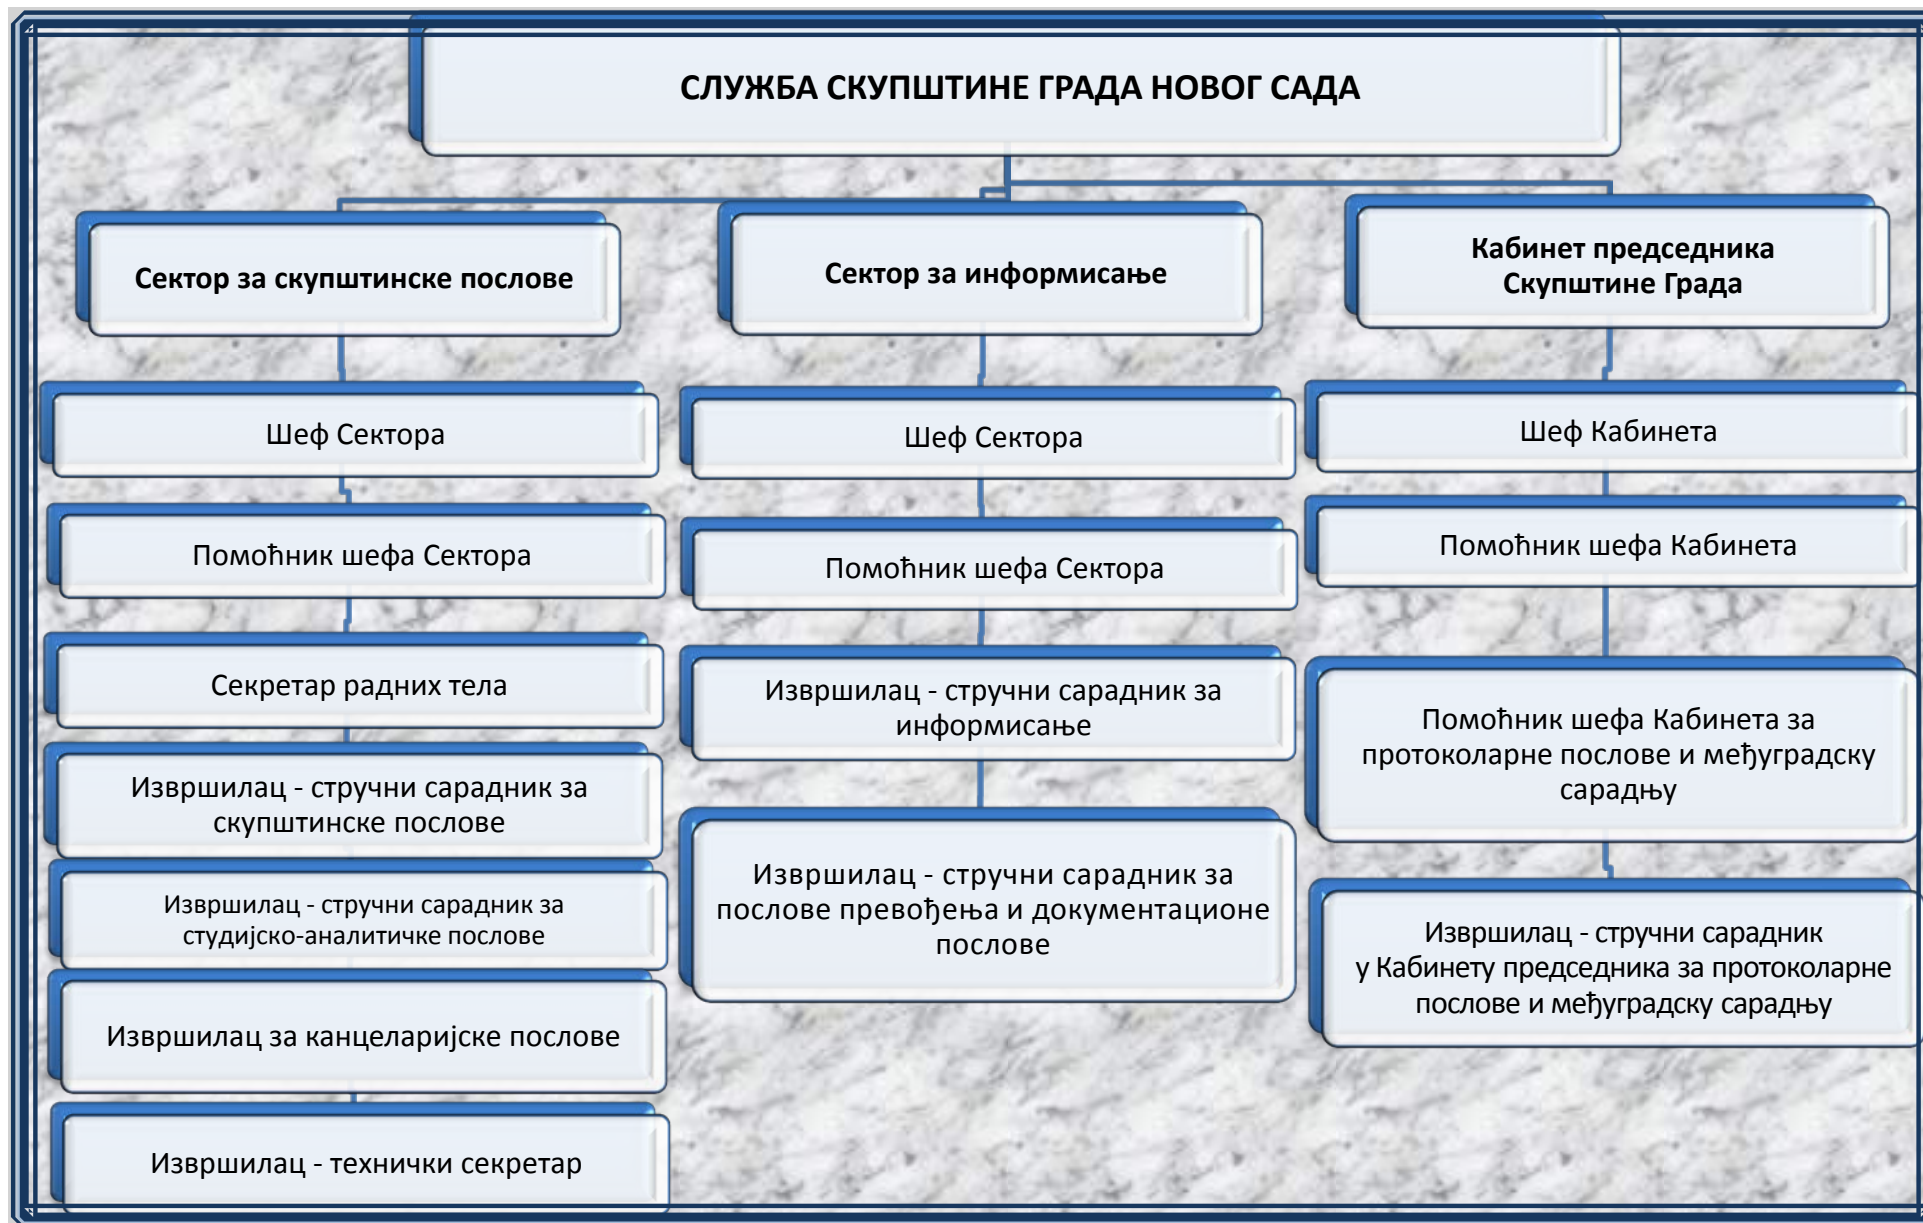 СЛУЖБА СКУПШТИНЕ ГРАДА НОВОГ САДА
Сектор за скупштинске послове
Шеф Сектора
Помоћник шефа Сектора
Секретар радних тела
Извршилац - стручни сарадник за
скупштинске послове
Извршилац - стручни сарадник за
студијско-аналитичке послове
Извршилац за канцеларијске послове
Извршилац - технички секретар
Сектор за информисање
Шеф Сектора
Помоћник шефа Сектора
Извршилац - стручни сарадник за
информисање
Извршилац - стручни сарадник за
послове превођења и документационе
послове
Кабинет председника
Скупштине Града
Шеф Кабинета
Помоћник шефа Кабинета
Помоћник шефа Кабинета за
протоколарне послове и међуградску
сарадњу
Извршилац - стручни сарадник
у Кабинету председника за протоколарне
послове и међуградску сарадњу